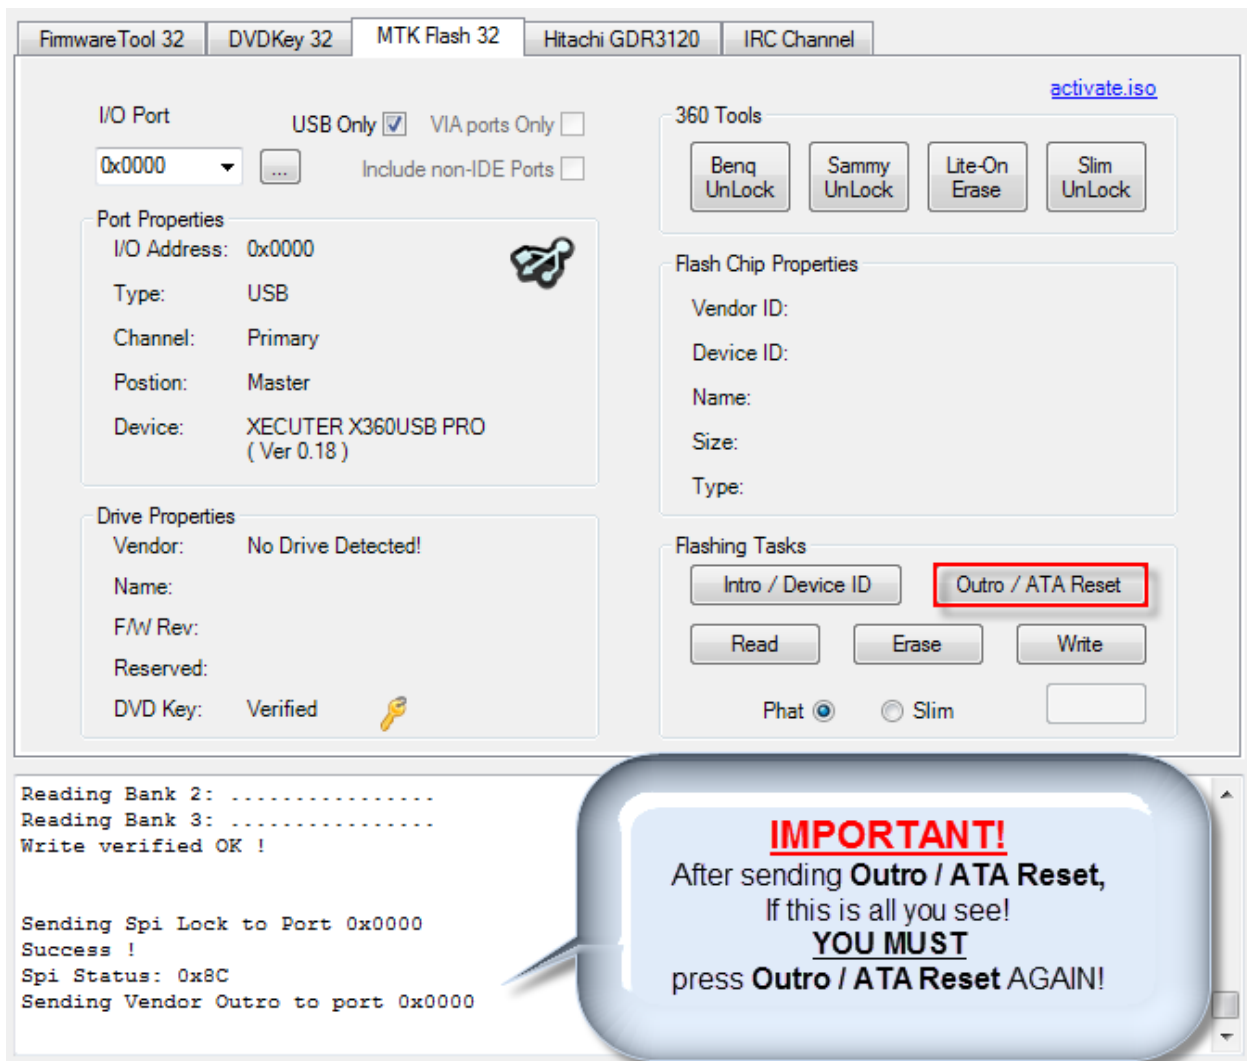 FirmwareTool 32 DVDKey 32 MTK Flash 32 Hitachi GDR3120 IRC Channel
activate.iso
I/O Port
USB Only VIA ports Only
0x0000 ...
Include non-IDE Ports
Port Properties
I/O Address: 0x0000
Type: USB
Channel: Primary
Postion: Master
Device: XECUTER X360USB PRO
( Ver 0.18 )
Drive Properties
Vendor: No Drive Detected!
Name:
F/W Rev:
Reserved:
DVD Key: Verified
360 Tools
Benq UnLock
Sammy UnLock
Lite-On Erase
Slim UnLock
Flash Chip Properties
Vendor ID:
Device ID:
Name:
Size:
Type:
Flashing Tasks
Intro / Device ID Outro / ATA Reset
Read Erase Write
Phat Slim
Reading Bank 2: ................
Reading Bank 3: ................
Write verified OK !
Sending Spi Lock to Port 0x0000
Success !
Spi Status: 0x8C
Sending Vendor Outro to port 0x0000
IMPORTANT!
After sending Outro / ATA Reset,
If this is all you see!
YOU MUST
press Outro / ATA Reset AGAIN!